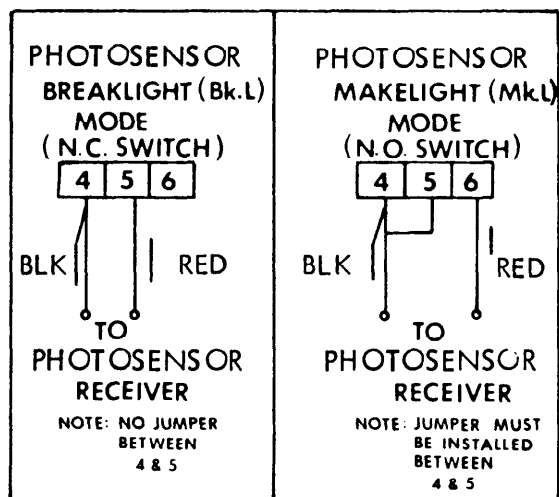 PHOTOSENSOR
BREAKLIGHT (Bk.L)
MODE
(N.C. SWITCH)
4 5 6
BLK RED
TO
PHOTOSENSOR
RECEIVER
NOTE: NO JUMPER
BETWEEN
4 & 5
PHOTOSENSOR
MAKELIGHT (Mk.L)
MODE
(N.O. SWITCH)
4 5 6
BLK RED
TO
PHOTOSENSOR
RECEIVER
NOTE: JUMPER MUST
BE INSTALLED
BETWEEN
4 & 5